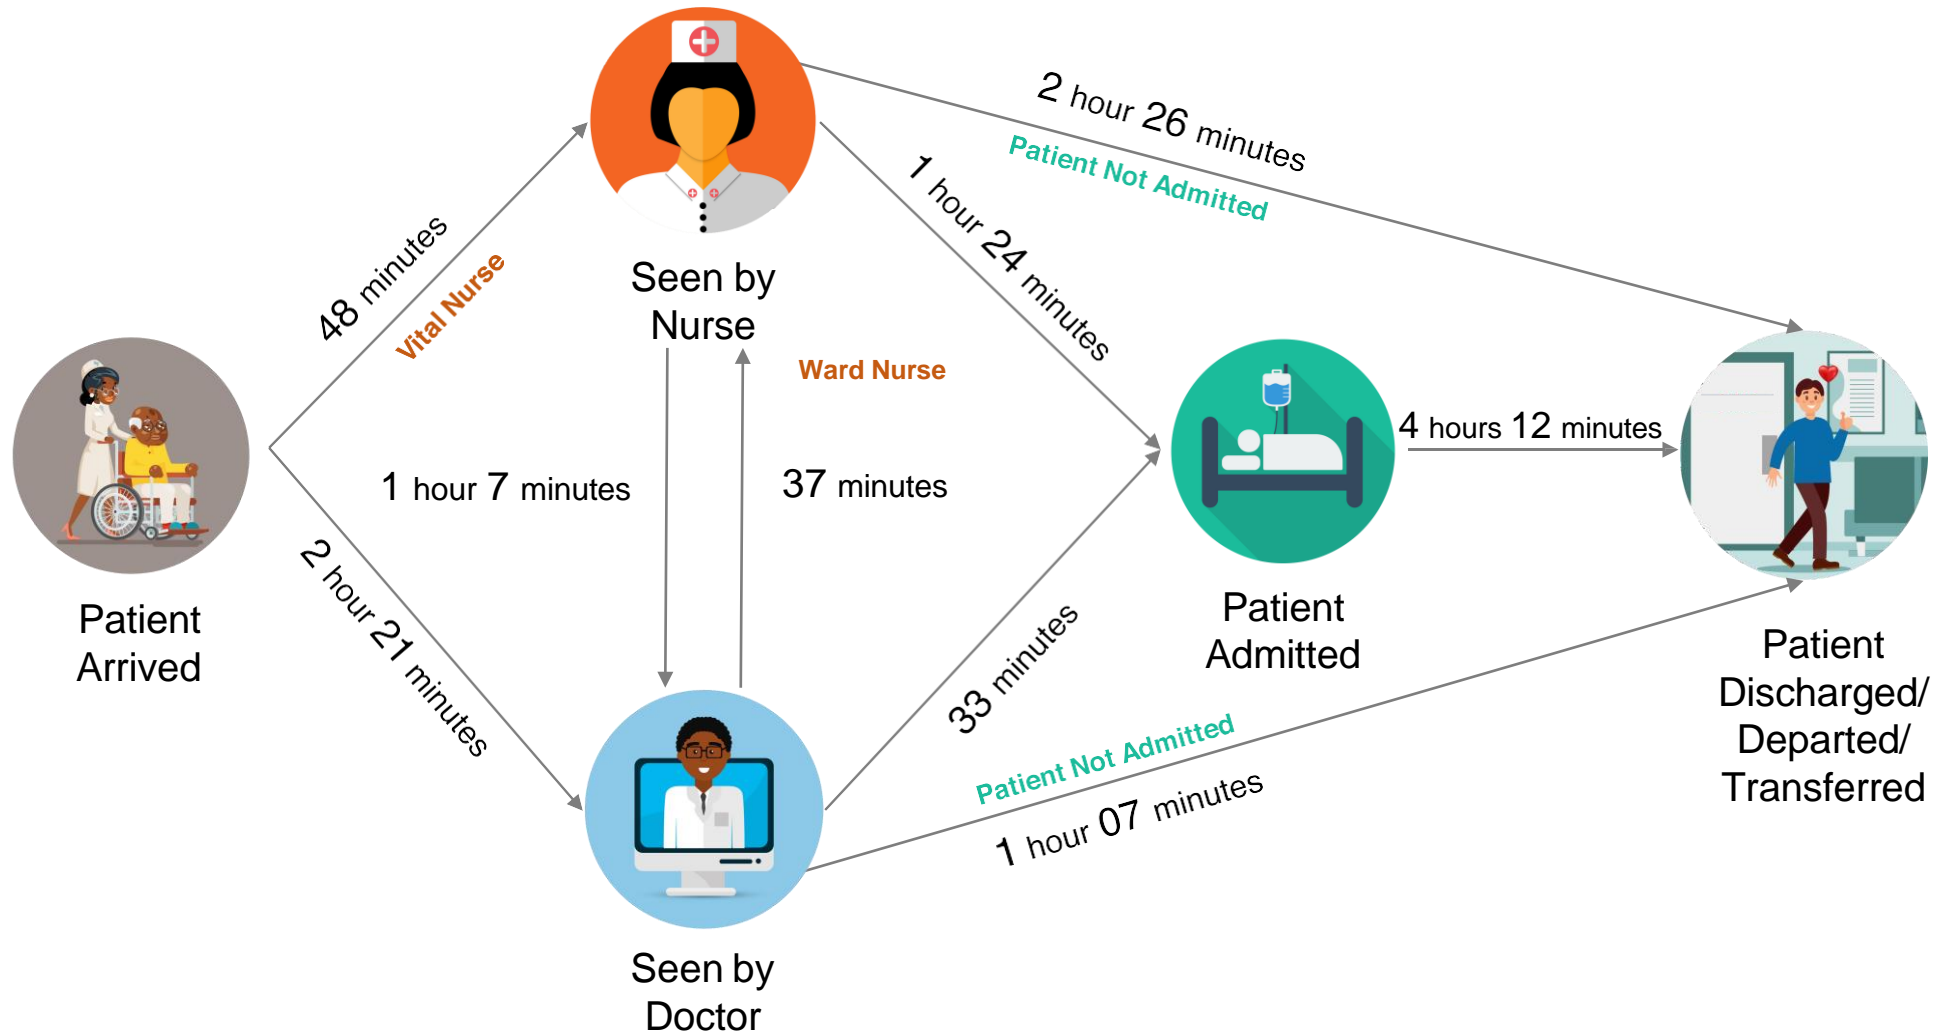 2 hour 26 minutes
Patient Not Admitted
1 hour 24 minutes
48 minutes
Vital Nurse
Seen by
Nurse
Ward Nurse
4 hours 12 minutes
1 hour 7 minutes
37 minutes
2 hour 21 minutes
Patient
Arrived
33 minutes
Patient
Admitted
Patient
Discharged/
Departed/
Transferred
Patient Not Admitted
1 hour 07 minutes
Seen by
Doctor